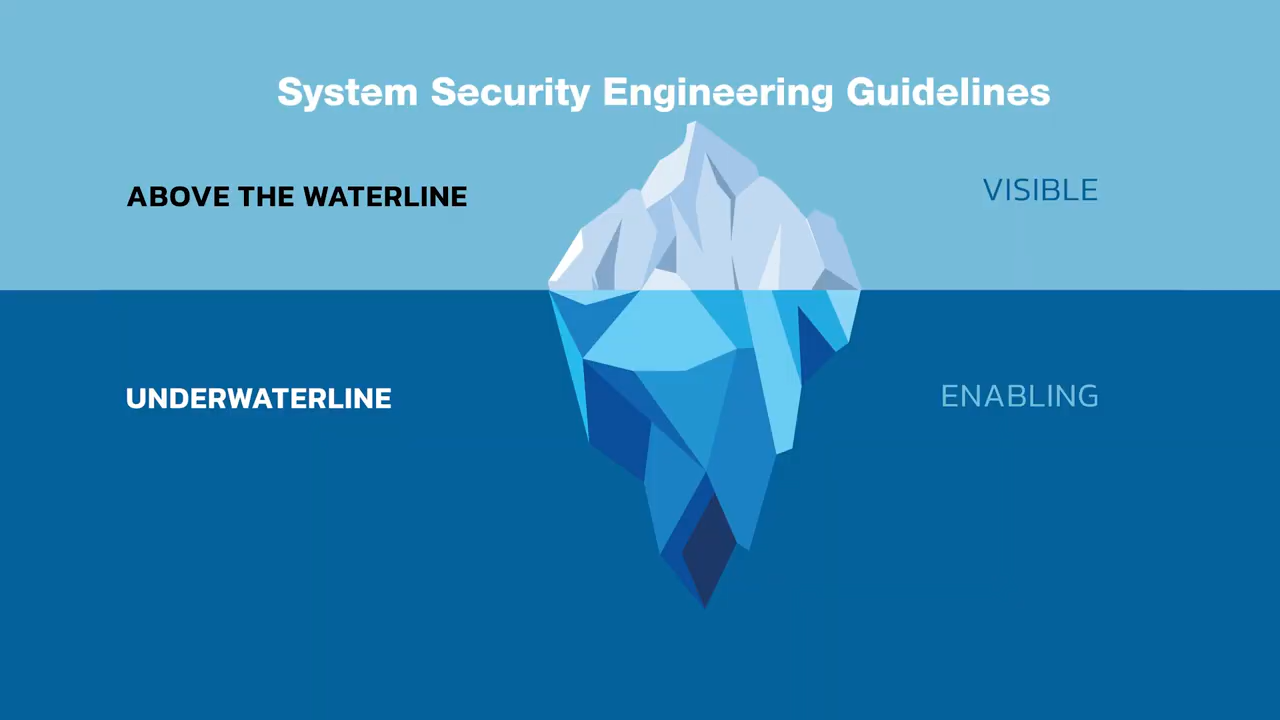 System Security Engineering Guidelines
ABOVE THE WATERLINE
VISIBLE
UNDERWATERLINE
ENABLING